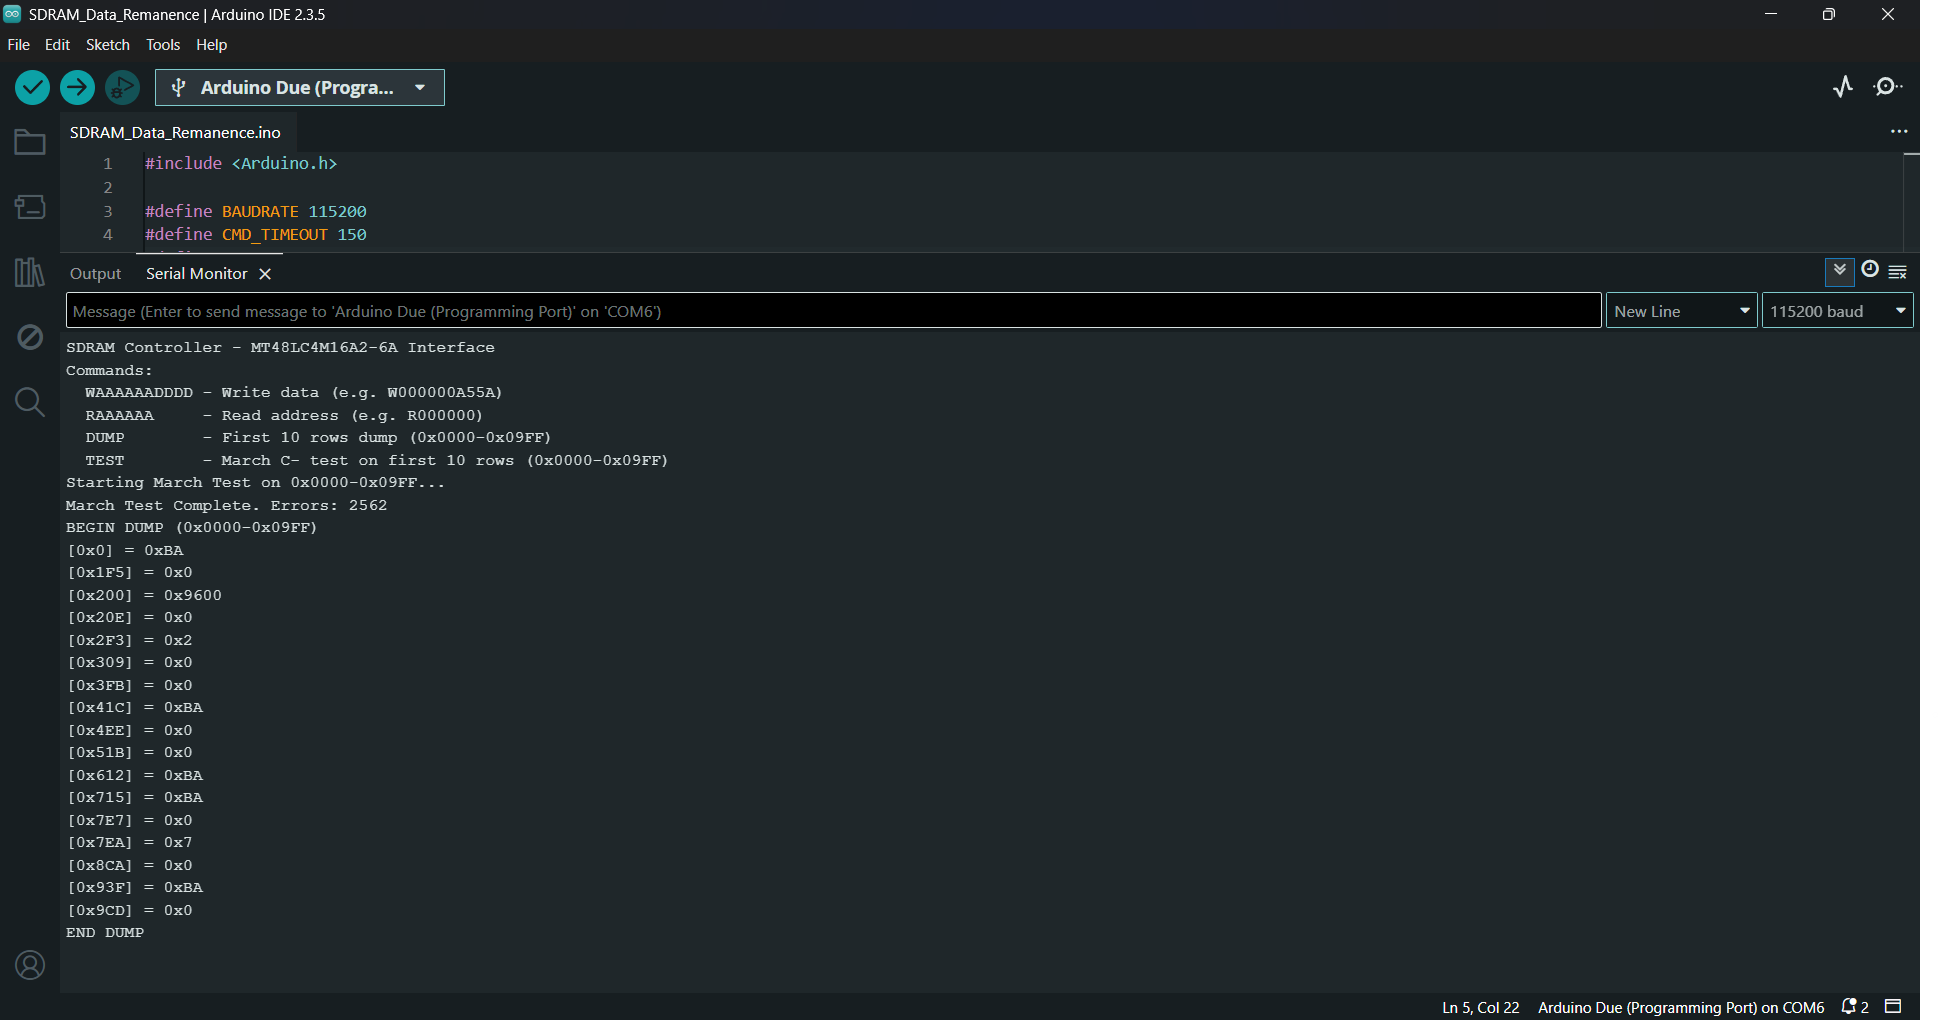 SDRAM_Data_Remanence | Arduino IDE 2.3.5
File Edit Sketch Tools Help
Arduino Due (Progra...
SDRAM_Data_Remanence.ino
1 #include <Arduino.h>
2
3 #define BAUDRATE 115200
4 #define CMD_TIMEOUT 150
Output Serial Monitor
Message (Enter to send message to 'Arduino Due (Programming Port)' on 'COM6') New Line 115200 baud
SDRAM Controller - MT48LC4M16A2-6A Interface
Commands:
WAAAAAADDDD - Write data (e.g. W000000A55A)
RAAAAAA - Read address (e.g. R000000)
DUMP - First 10 rows dump (0x0000-0x09FF)
TEST - March C- test on first 10 rows (0x0000-0x09FF)
Starting March Test on 0x0000-0x09FF...
March Test Complete. Errors: 2562
BEGIN DUMP (0x0000-0x09FF)
[0x0] = 0xBA
[0x1F5] = 0x0
[0x200] = 0x9600
[0x20E] = 0x0
[0x2F3] = 0x2
[0x309] = 0x0
[0x3FB] = 0x0
[0x41C] = 0xBA
[0x4EE] = 0x0
[0x51B] = 0x0
[0x612] = 0xBA
[0x715] = 0xBA
[0x7E7] = 0x0
[0x7EA] = 0x7
[0x8CA] = 0x0
[0x93F] = 0xBA
[0x9CD] = 0x0
END DUMP
Ln 5, Col 22 Arduino Due (Programming Port) on COM6 2